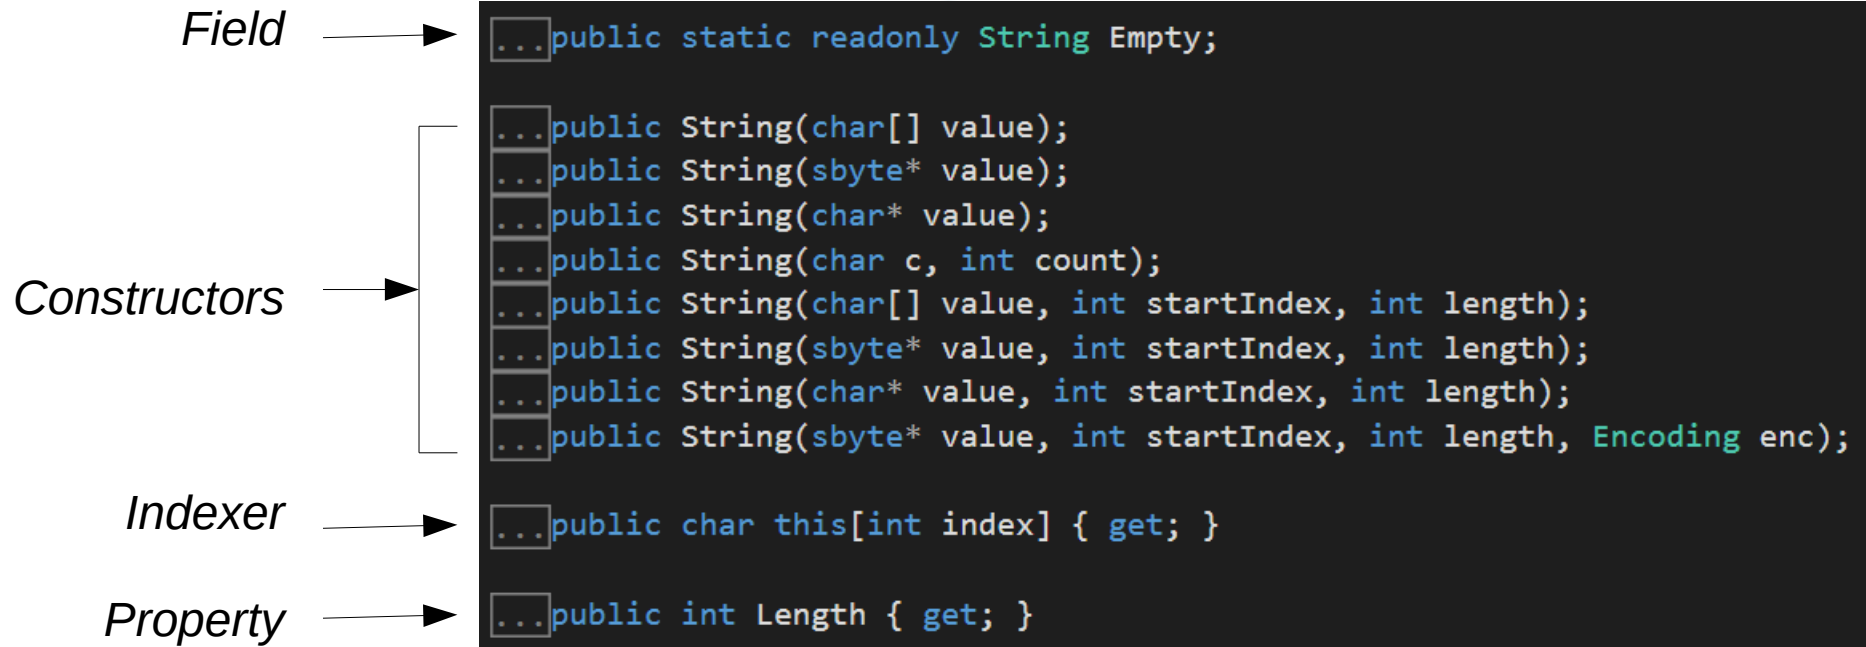 Field ...public static readonly String Empty;
...public String(char[] value);
...public String(sbyte* value);
...public String(char* value);
...public String(char c, int count);
Constructors ...public String(char[] value, int startIndex, int length);
...public String(sbyte* value, int startIndex, int length);
...public String(char* value, int startIndex, int length);
...public String(sbyte* value, int startIndex, int length, Encoding enc);
Indexer ...public char this[int index] { get; }
Property ...public int Length { get; }